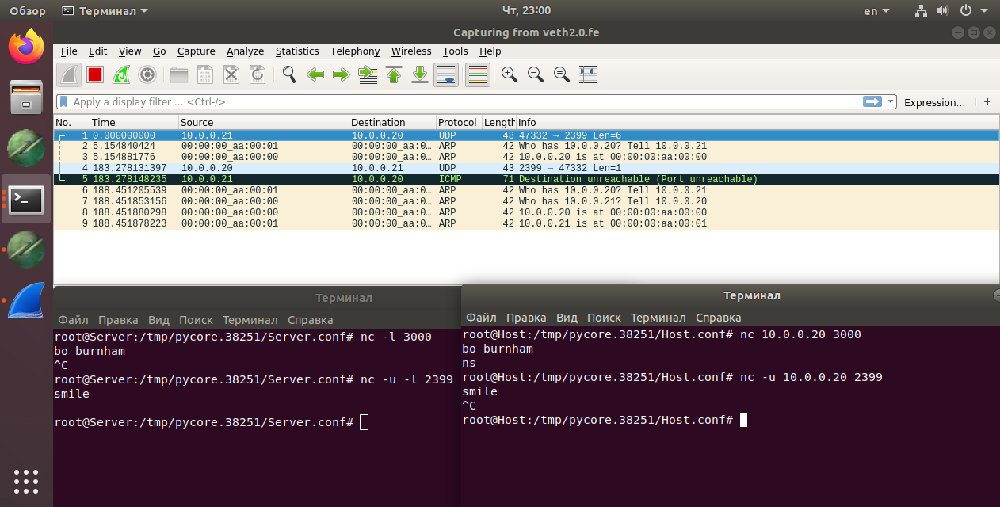 Обзор Терминал Чт, 23:00 en
Capturing from veth2.0.fe
File Edit View Go Capture Analyze Statistics Telephony Wireless Tools Help
Apply a display filter ... <Ctrl-/> Expression... +
No. Time Source Destination Protocol Length Info
1 0.000000000 10.0.0.21 10.0.0.20 UDP 48 47332 → 2399 Len=6
2 5.154840424 00:00:00_aa:00:01 00:00:00_aa:0… ARP 42 Who has 10.0.0.20? Tell 10.0.0.21
3 5.154881776 00:00:00_aa:00:00 00:00:00_aa:0… ARP 42 10.0.0.20 is at 00:00:00:aa:00:00
4 183.278131397 10.0.0.20 10.0.0.21 UDP 43 2399 → 47332 Len=1
5 183.278148235 10.0.0.21 10.0.0.20 ICMP 71 Destination unreachable (Port unreachable)
6 188.451205539 00:00:00_aa:00:01 00:00:00_aa:0… ARP 42 Who has 10.0.0.20? Tell 10.0.0.21
7 188.451853156 00:00:00_aa:00:00 00:00:00_aa:0… ARP 42 Who has 10.0.0.21? Tell 10.0.0.20
8 188.451880298 00:00:00_aa:00:00 00:00:00_aa:0… ARP 42 10.0.0.20 is at 00:00:00:aa:00:00
9 188.451878223 00:00:00_aa:00:01 00:00:00_aa:0… ARP 42 10.0.0.21 is at 00:00:00:aa:00:01
Терминал
Файл Правка Вид Поиск Терминал Справка
root@Server:/tmp/pycore.38251/Server.conf# nc -l 3000
bo burnham
^C
root@Server:/tmp/pycore.38251/Server.conf# nc -u -l 2399
smile
root@Server:/tmp/pycore.38251/Server.conf#
Терминал
Файл Правка Вид Поиск Терминал Справка
root@Host:/tmp/pycore.38251/Host.conf# nc 10.0.0.20 3000
bo burnham
ns
root@Host:/tmp/pycore.38251/Host.conf# nc -u 10.0.0.20 2399
smile
^C
root@Host:/tmp/pycore.38251/Host.conf#